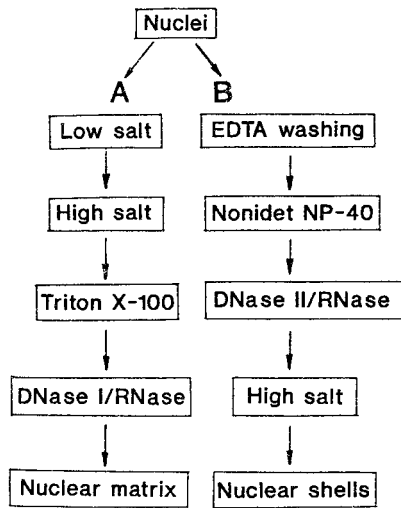 Nuclei
A
B
Low salt
EDTA washing
High salt
Nonidet NP-40
Triton X-100
DNase II/RNase
DNase I/RNase
High salt
Nuclear matrix
Nuclear shells